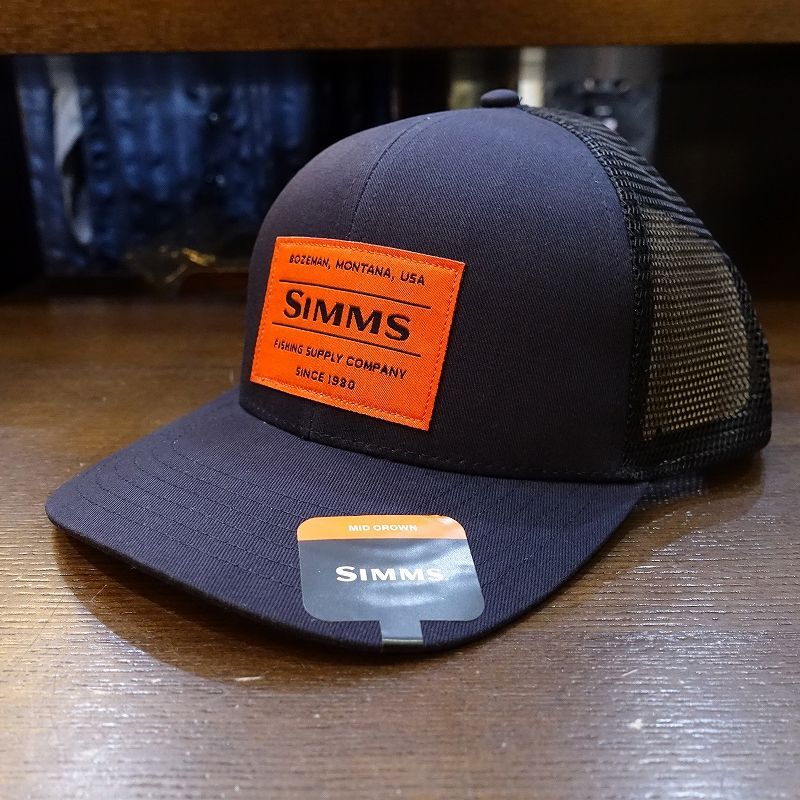 BOZEMAN, MONTANA, USA
SIMMS
FISHING SUPPLY COMPANY
SINCE 1980
MID CROWN
SIMMS